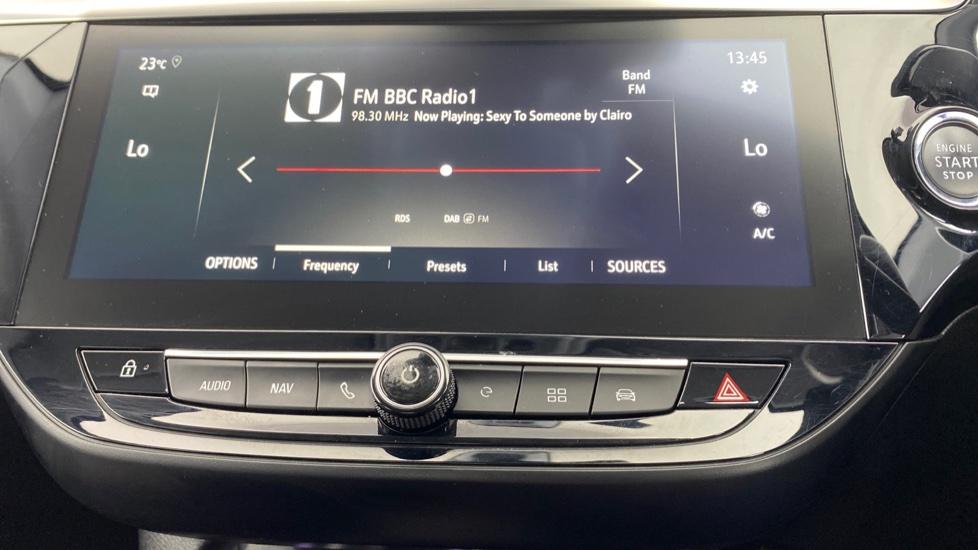 23°C
13:45
1
FM BBC Radio1
Band
FM
98.30 MHz Now Playing: Sexy To Someone by Clairo
Lo
Lo
RDS
DAB FM
A/C
OPTIONS
Frequency
Presets
List
SOURCES
ENGINE
START
STOP
AUDIO
NAV